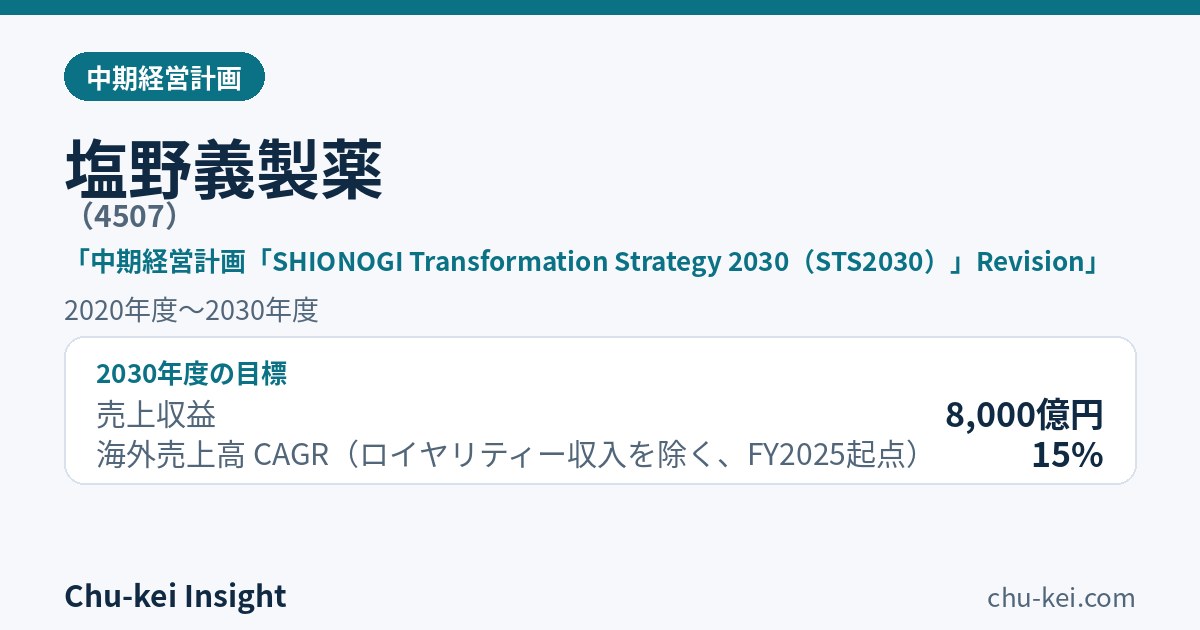 中期経営計画
塩野義製薬
（4507）
「中期経営計画「SHIONOGI Transformation Strategy 2030（STS2030）」Revision」
2020年度〜2030年度
2030年度の目標
売上収益 8,000億円
海外売上高 CAGR（ロイヤリティー収入を除く、FY2025起点） 15%
Chu-kei Insight chu-kei.com